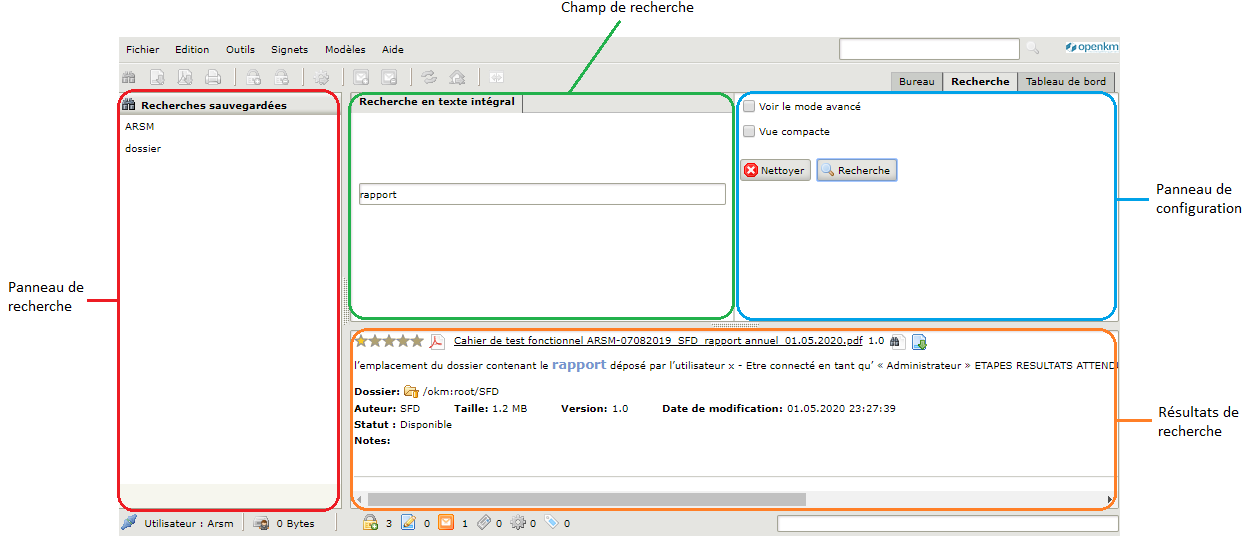 Champ de recherche
Fichier Edition Outils Signets Modèles Aide
openkm
Bureau Recherche Tableau de bord
Recherches sauvegardées
ARSM
dossier
Recherche en texte intégral
rapport
Voir le mode avancé
Vue compacte
Nettoyer Recherche
Panneau de
configuration
Panneau de
recherche
Cahier de test fonctionnel ARSM-07082019_SFD_rapport annuel_01.05.2020.pdf 1.0
l'emplacement du dossier contenant le rapport déposé par l'utilisateur x - Etre connecté en tant qu' « Administrateur » ETAPES RESULTATS ATTEND
Dossier: /okm:root/SFD
Auteur: SFD Taille: 1.2 MB Version: 1.0 Date de modification: 01.05.2020 23:27:39
Statut : Disponible
Notes:
Résultats de
recherche
Utilisateur : Arsm 0 Bytes 3 0 1 0 0 0